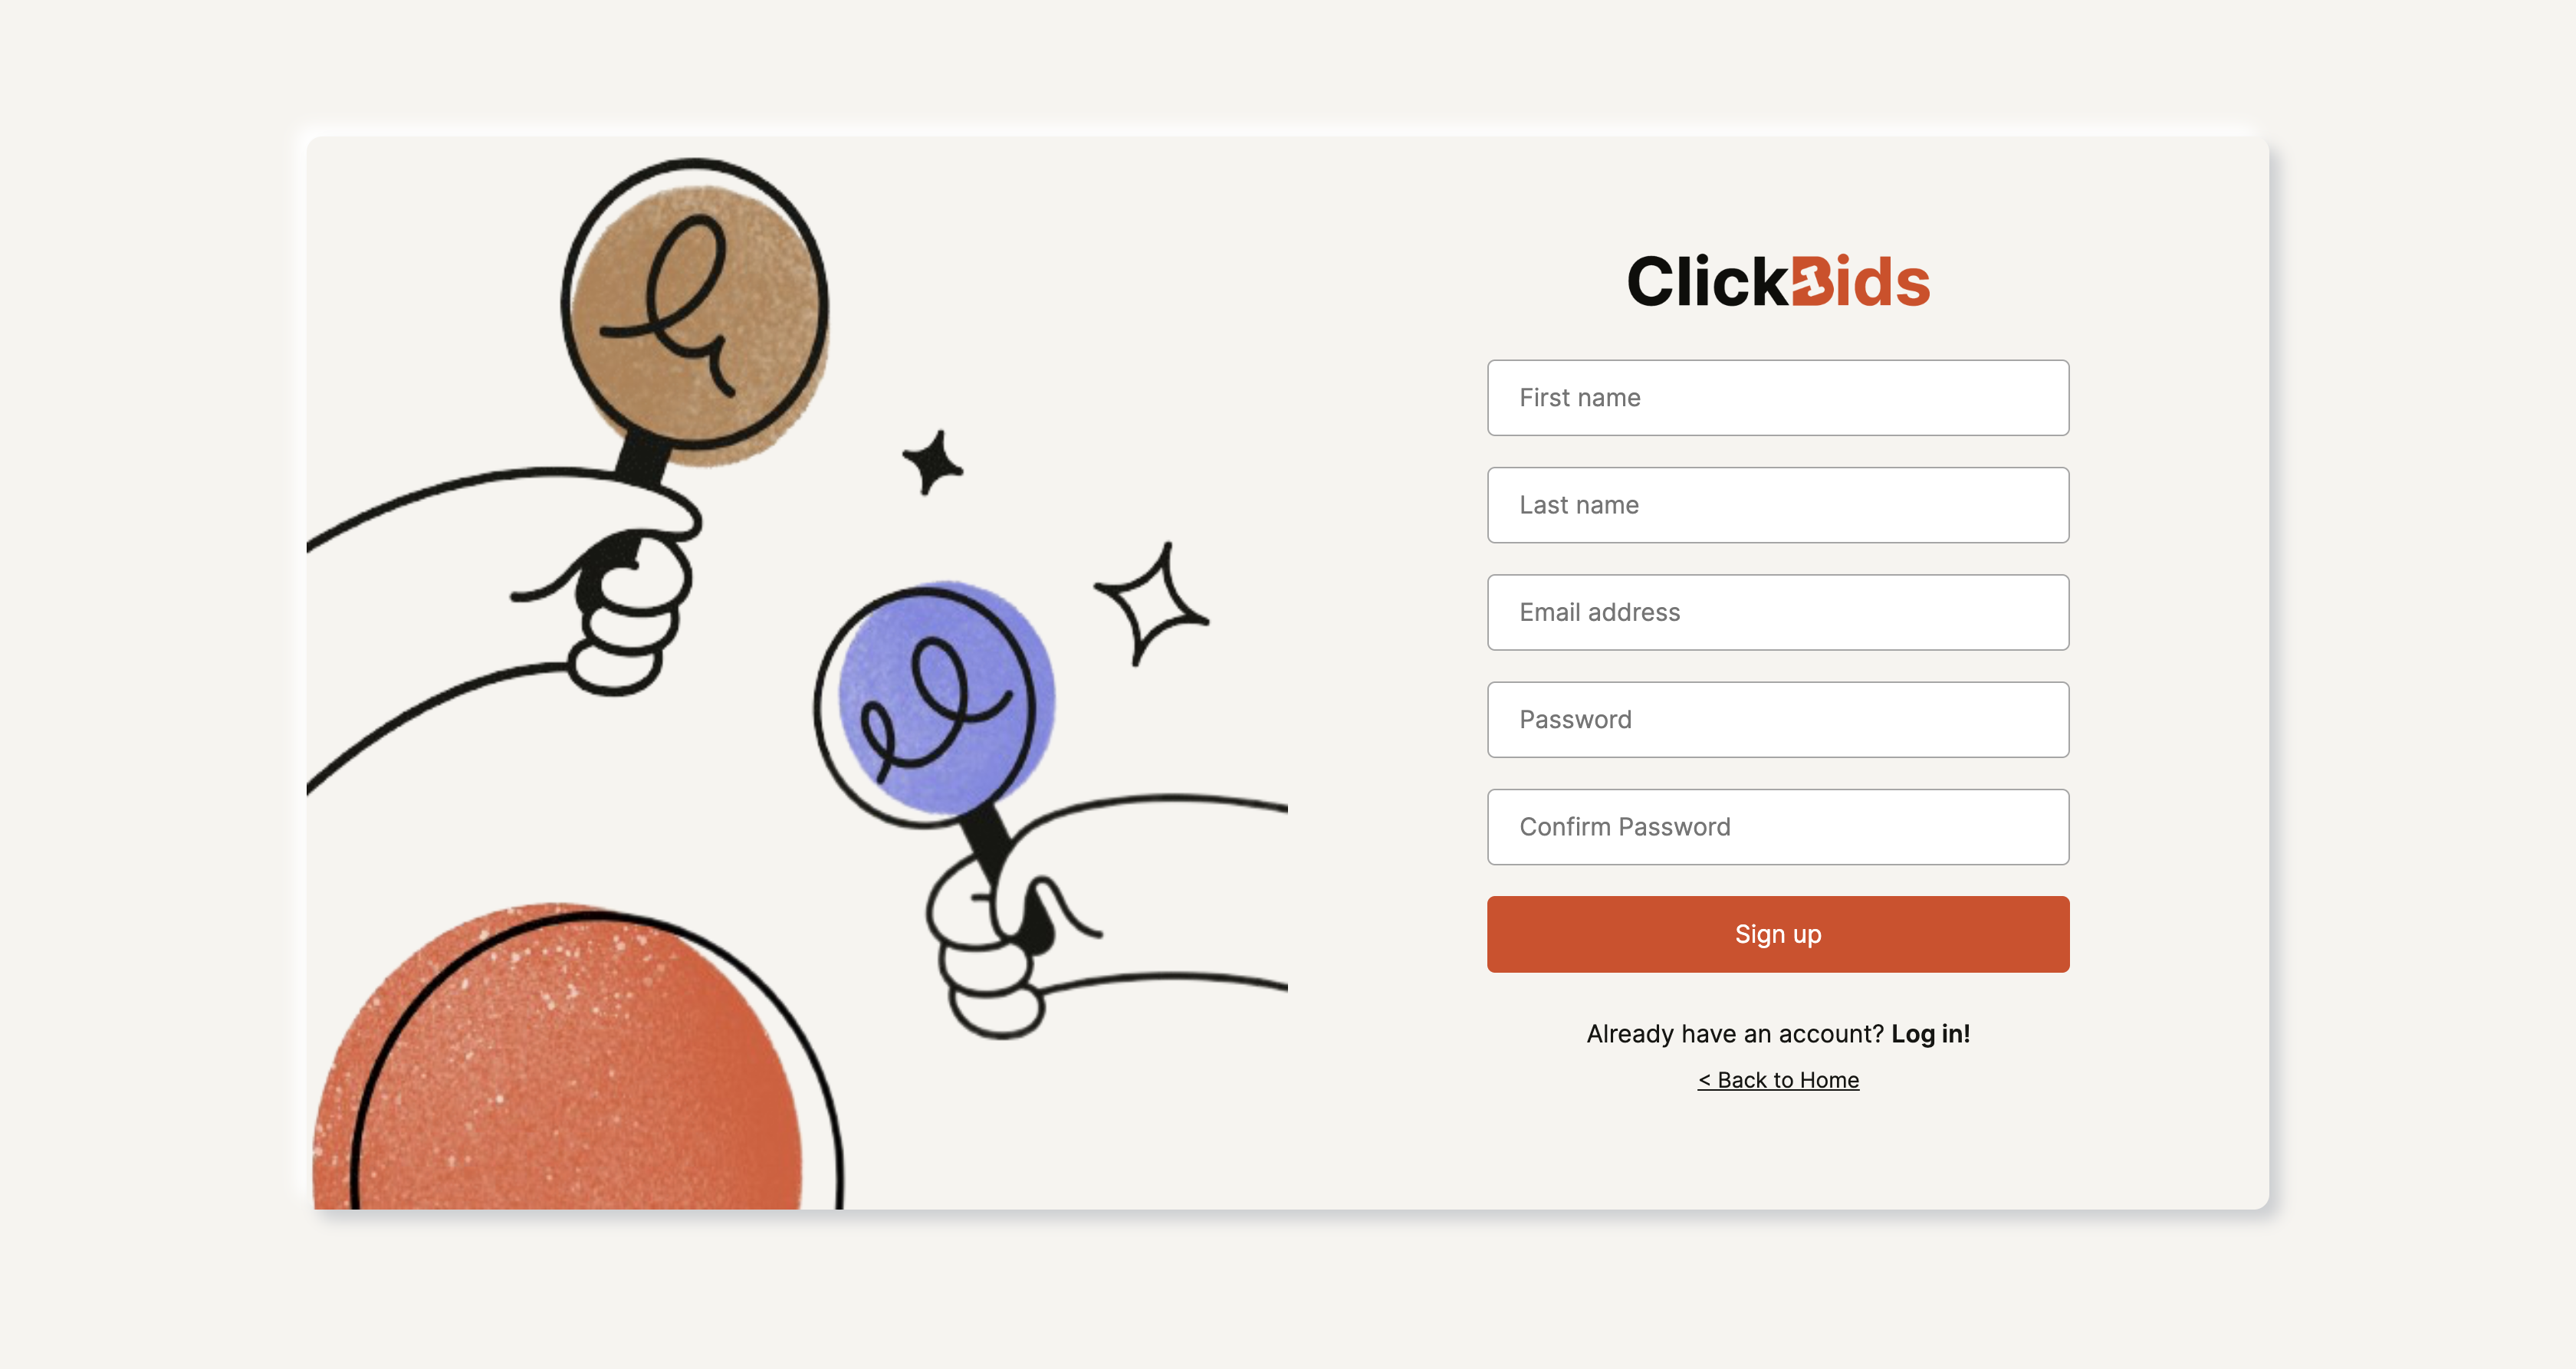 ClickBids
First name
Last name
Email address
Password
Confirm Password
Sign up
Already have an account? Log in!
< Back to Home